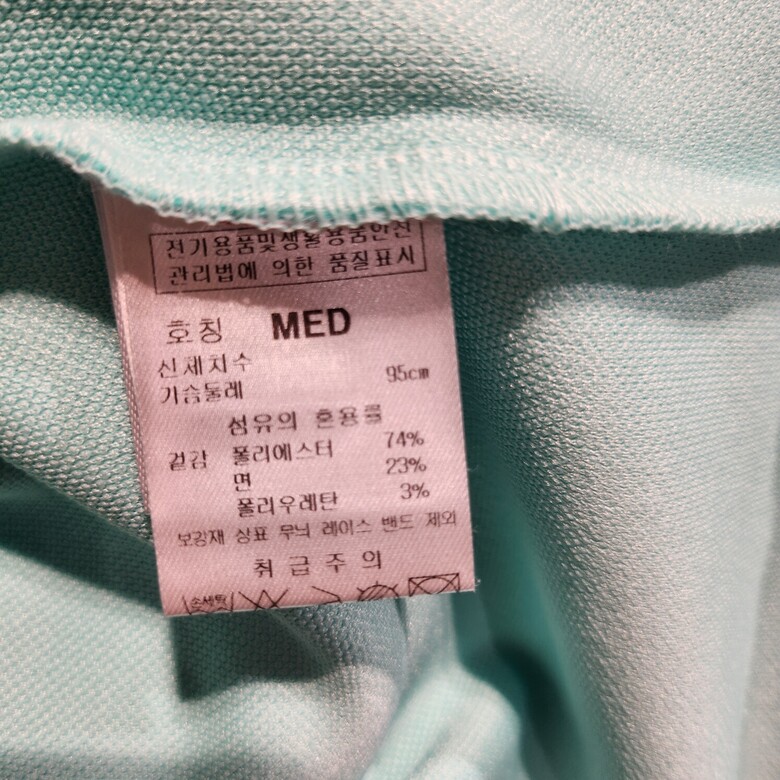 전기용품및생활용품안전
관리법에 의한 품질표시
호칭 MED
신체치수
가슴둘레 95cm
섬유의 혼용률
겉감 폴리에스터 74%
면 23%
폴리우레탄 3%
보강재 상표 무늬 레이스 밴드 제외
취급주의
손세탁